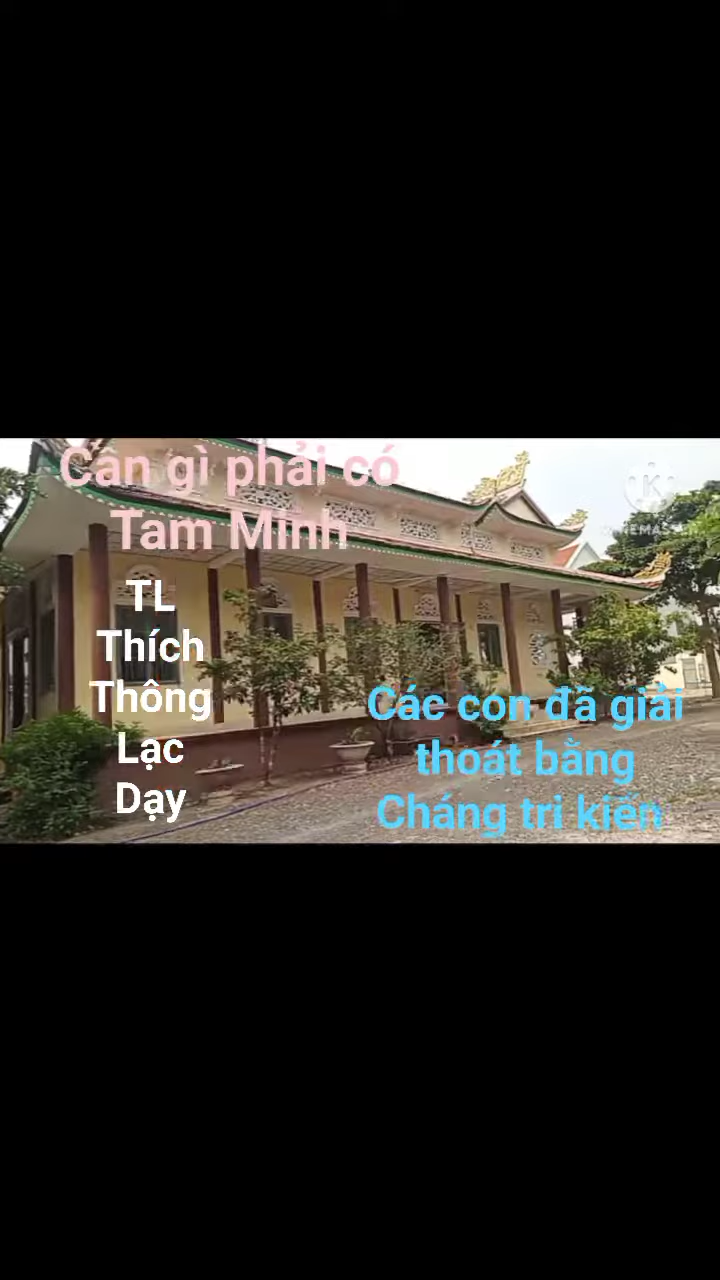 Cần gì phải có
Tam Minh
TL
Thích
Thông
Lạc
Dạy
Các con đã giải
thoát bằng
Cháng tri kiến